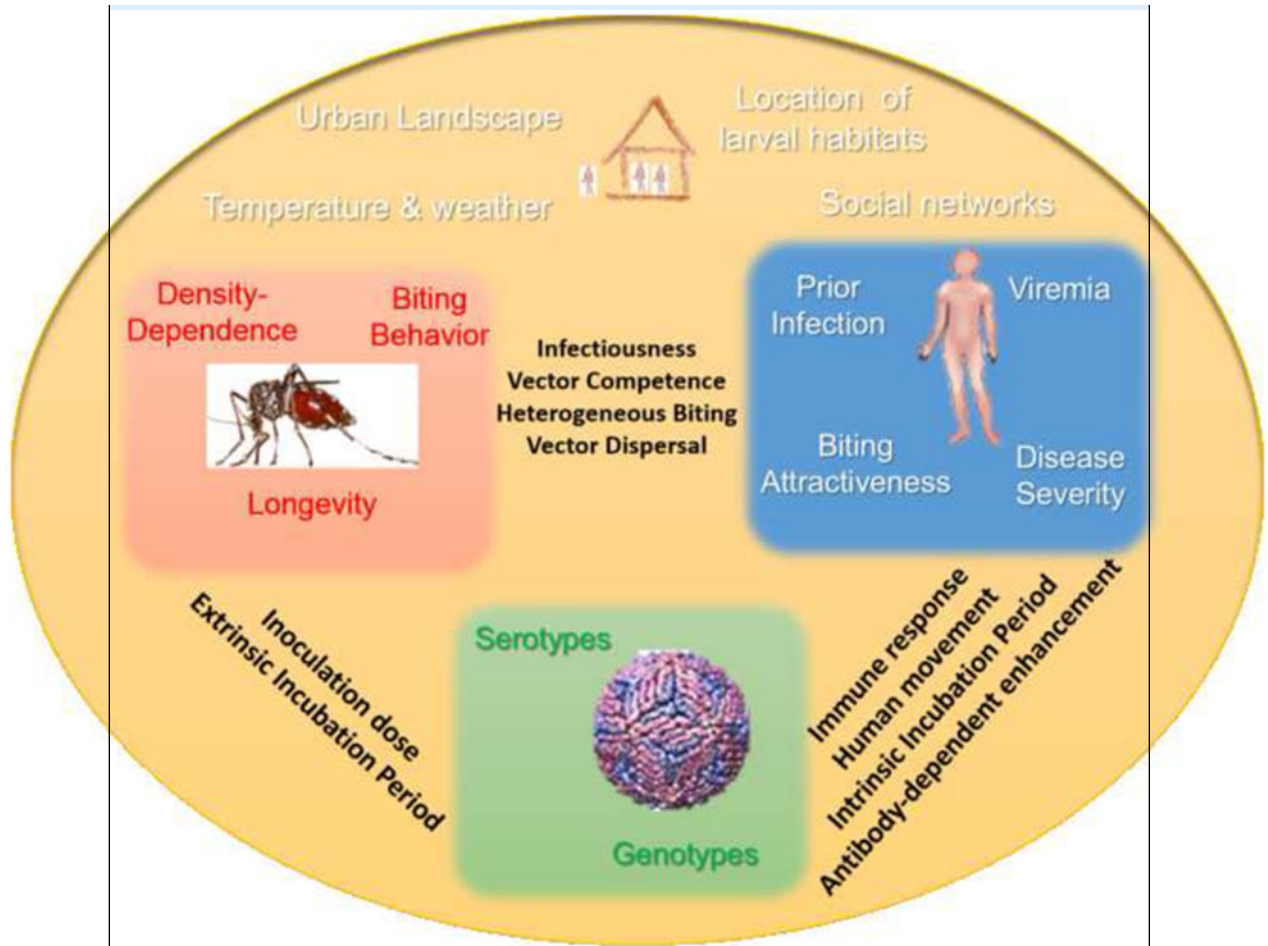 Urban Landscape
Location of
larval habitats
Temperature & weather
Social networks
Density-
Dependence
Biting
Behavior
Longevity
Infectiousness
Vector Competence
Heterogeneous Biting
Vector Dispersal
Prior
Infection
Viremia
Biting
Attractiveness
Disease
Severity
Inoculation dose
Extrinsic Incubation Period
Serotypes
Genotypes
Immune response
Human movement
Intrinsic Incubation Period
Antibody-dependent enhancement